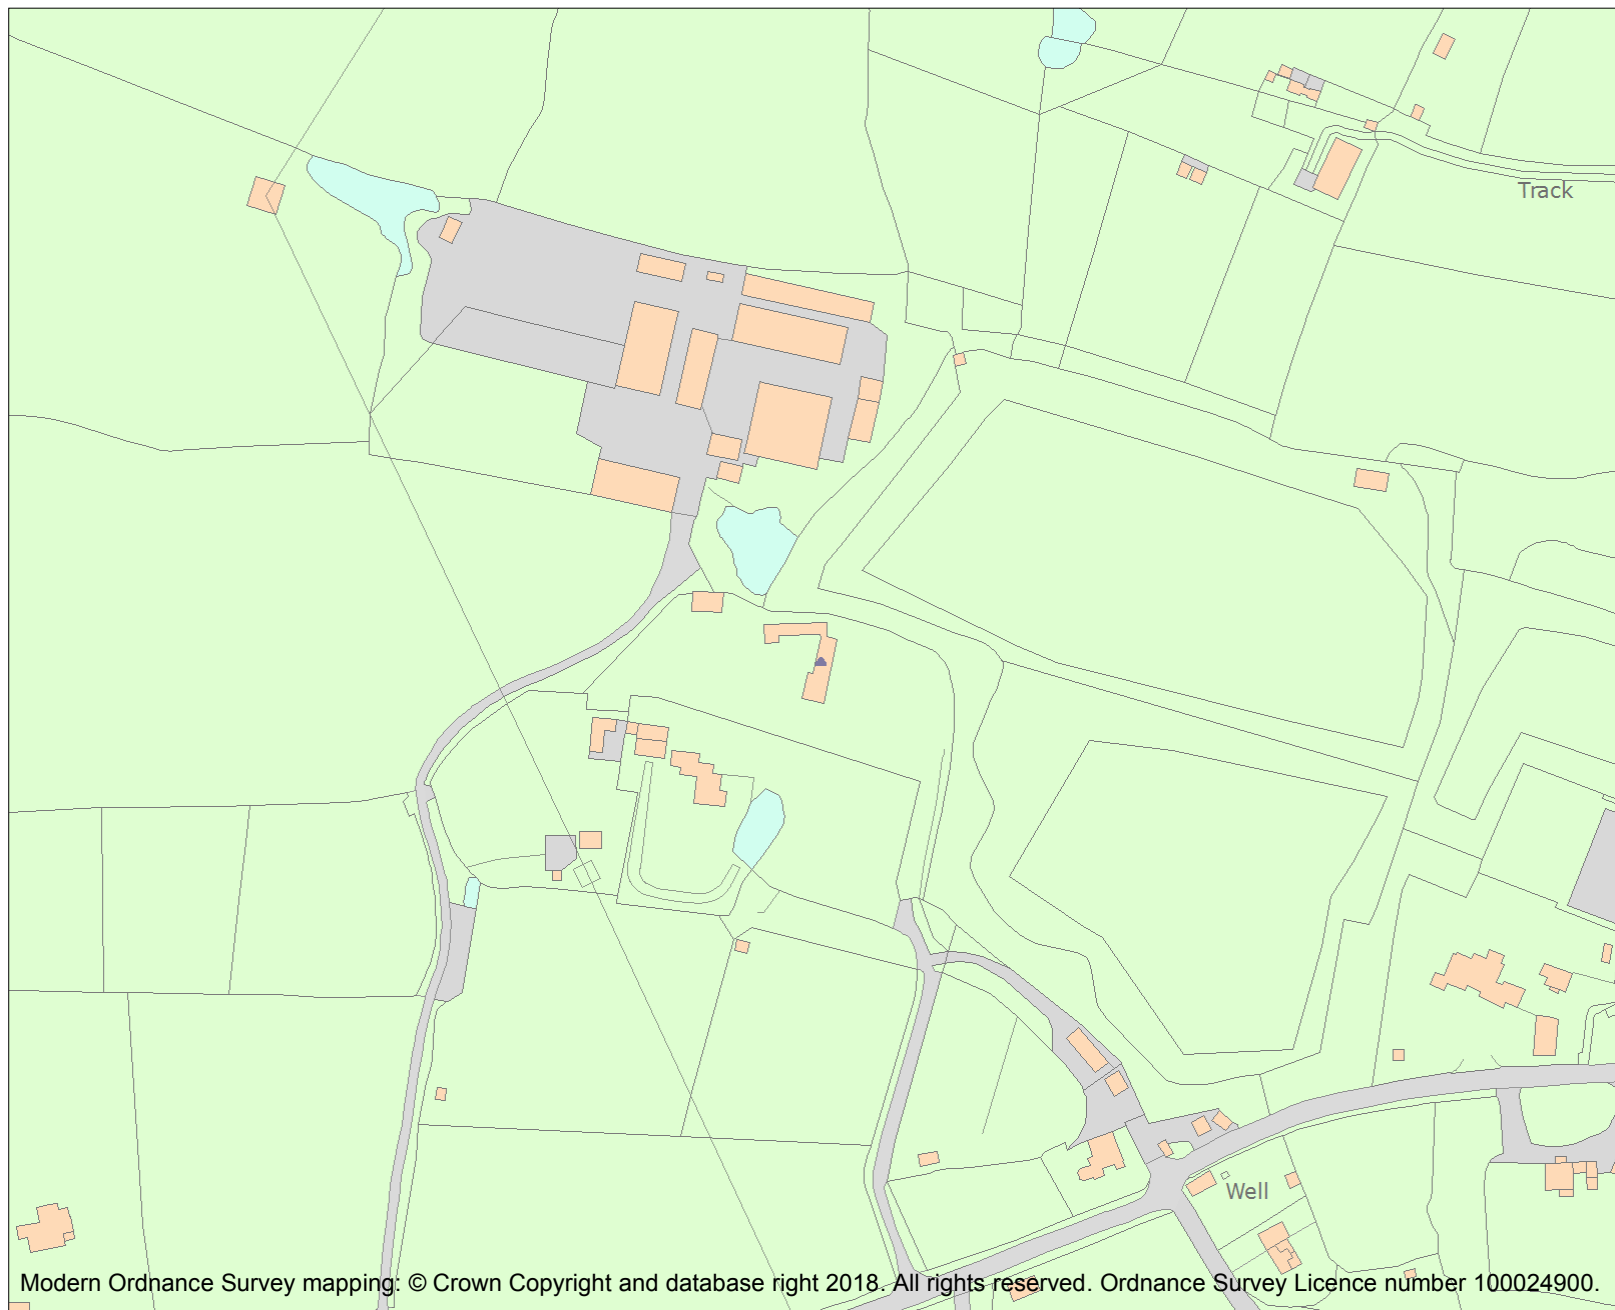 Track
Well
Modern Ordnance Survey mapping: © Crown Copyright and database right 2018. All rights reserved. Ordnance Survey Licence number 100024900.